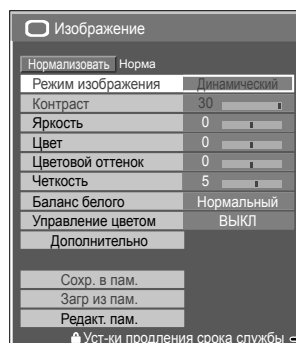 Изображение
Нормализовать Норма
Режим изображения Динамический
Контраст 30
Яркость 0
Цвет 0
Цветовой оттенок 0
Четкость 5
Баланс белого Нормальный
Управление цветом ВЫКЛ
Дополнительно
Сохр. в пам.
Загр из пам.
Редакт. пам.
Уст-ки продления срока службы